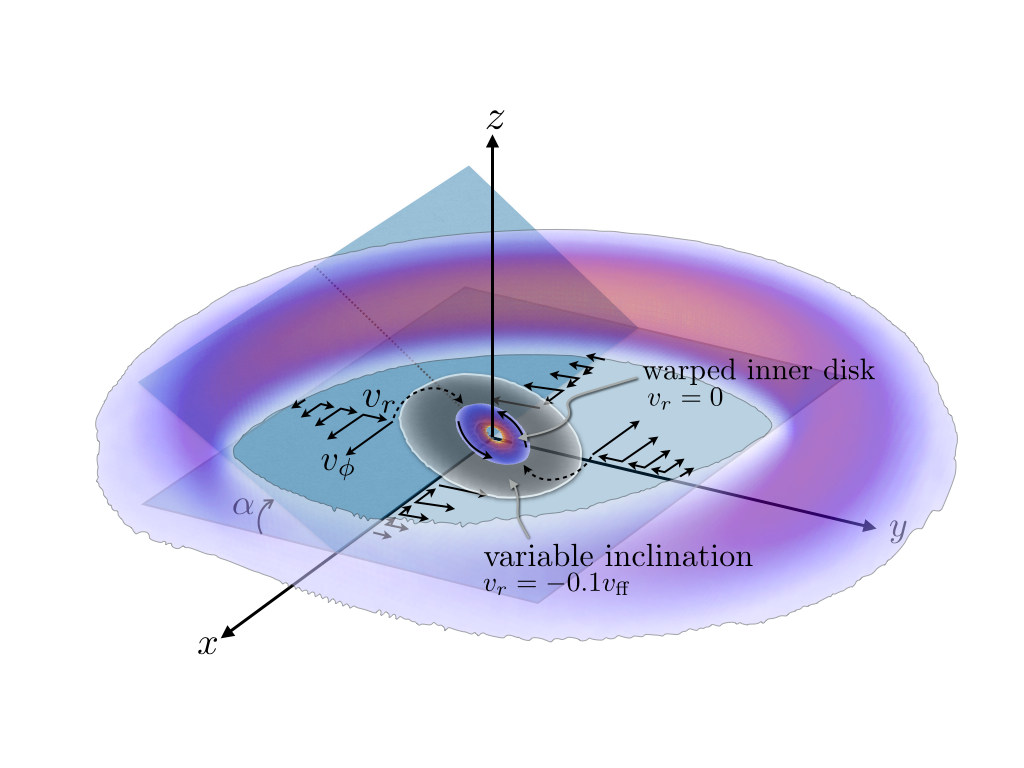 z
warped inner disk
v_r = 0
v_r
v_ϕ
α
y
variable inclination
v_r = −0.1v_ff
x